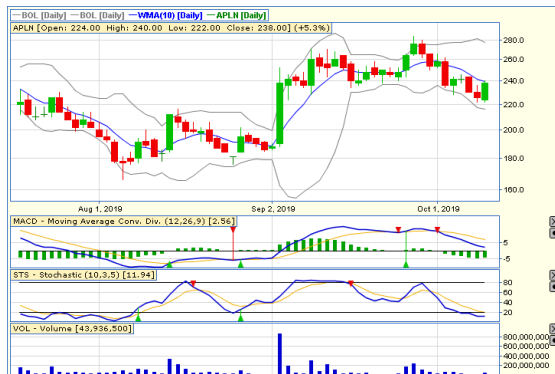 BOL [Daily] BOL [Daily] WMA(10) [Daily] APLN [Daily]
APLN [Open: 224.00 High: 240.00 Low: 222.00 Close: 238.00] (+5.3%)
280.0
260.0
240.0
220.0
200.0
180.0
160.0
Aug 1, 2019 Sep 2, 2019 Oct 1, 2019
MACD - Moving Average Conv. Div. (12,26,9) [2.56]
5
-5
STS - Stochastic (10,3,5) [11.94]
80
60
40
20
VOL - Volume [43,936,500]
800,000,000
600,000,000
400,000,000
200,000,000